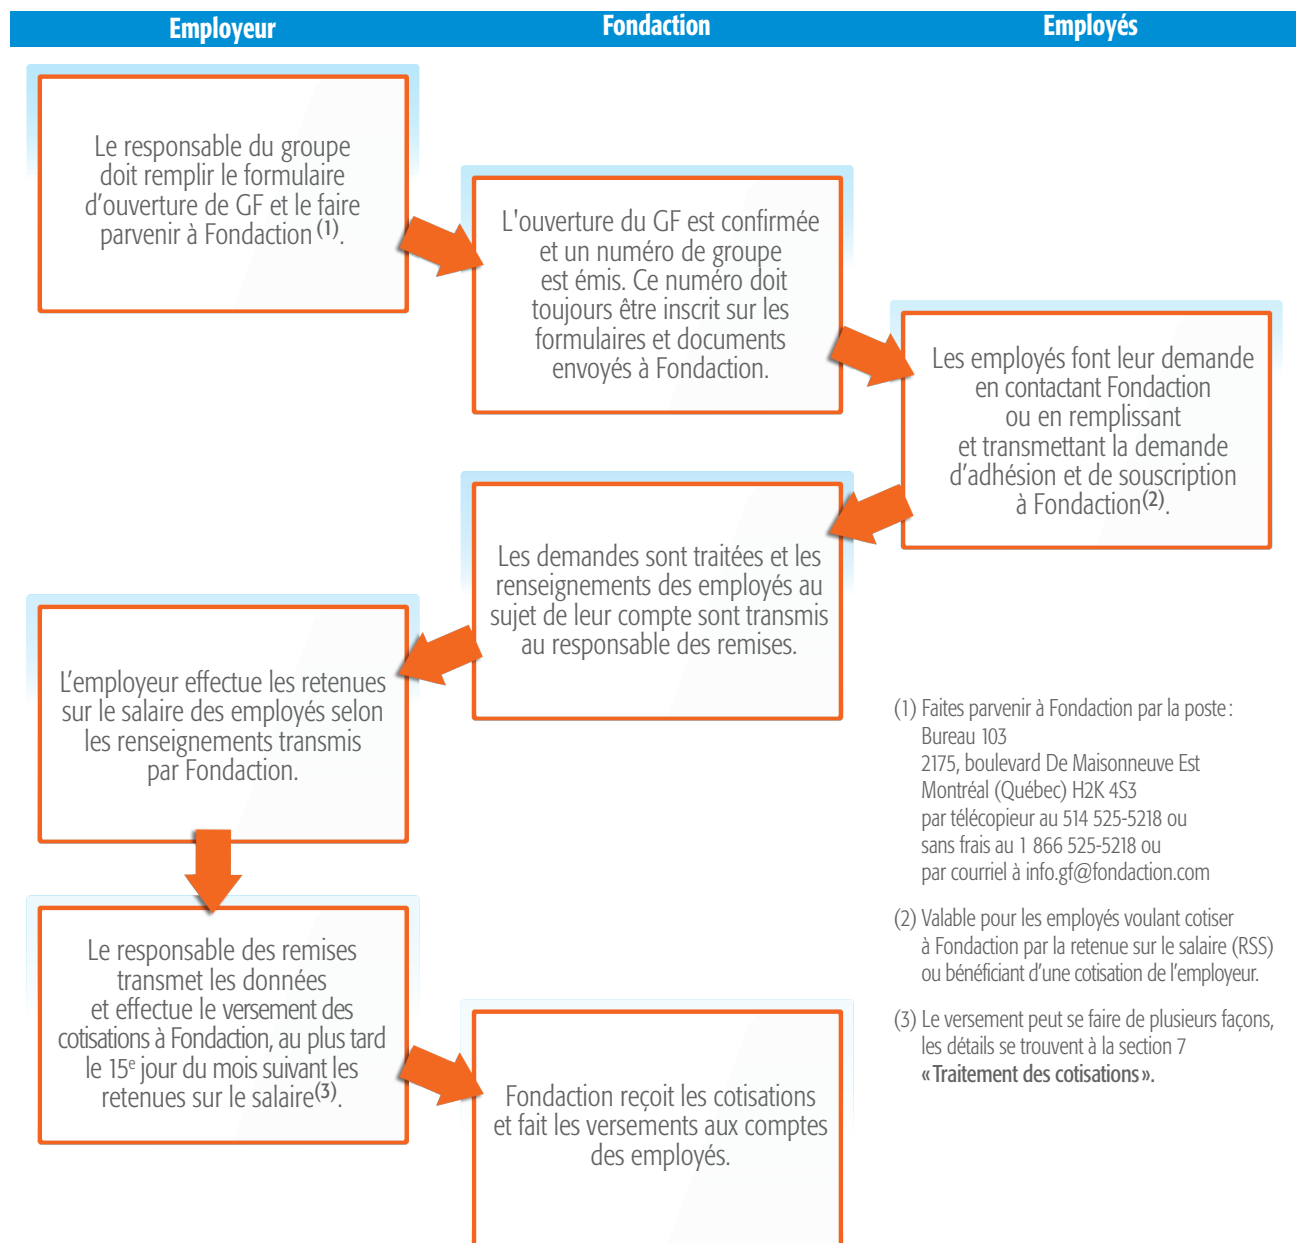 Employeur
Fondaction
Employés
Le responsable du groupe
doit remplir le formulaire
d'ouverture de GF et le faire
parvenir à Fondaction (1).
L'ouverture du GF est confirmée
et un numéro de groupe
est émis. Ce numéro doit
toujours être inscrit sur les
formulaires et documents
envoyés à Fondaction.
Les employés font leur demande
en contactant Fondaction
ou en remplissant
et transmettant la demande
d'adhésion et de souscription
à Fondaction(2).
Les demandes sont traitées et les
renseignements des employés au
sujet de leur compte sont transmis
au responsable des remises.
L'employeur effectue les retenues
sur le salaire des employés selon
les renseignements transmis
par Fondaction.
Le responsable des remises
transmet les données
et effectue le versement des
cotisations à Fondaction, au plus tard
le 15e jour du mois suivant les
retenues sur le salaire(3).
Fondaction reçoit les cotisations
et fait les versements aux comptes
des employés.
(1) Faites parvenir à Fondaction par la poste :
Bureau 103
2175, boulevard De Maisonneuve Est
Montréal (Québec) H2K 4S3
par télécopieur au 514 525-5218 ou
sans frais au 1 866 525-5218 ou
par courriel à info.gf@fondaction.com
(2) Valable pour les employés voulant cotiser
à Fondaction par la retenue sur le salaire (RSS)
ou bénéficiant d'une cotisation de l'employeur.
(3) Le versement peut se faire de plusieurs façons,
les détails se trouvent à la section 7
« Traitement des cotisations ».